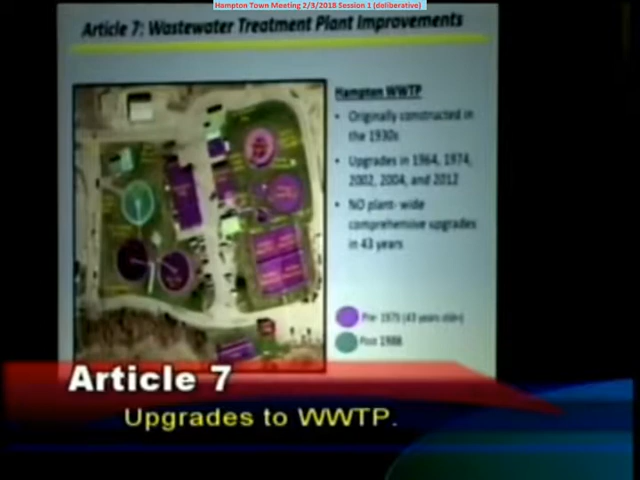 Hampton Town Meeting 2/3/2018 Session 1 (deliberative)
Article 7: Wastewater Treatment Plant Improvements
Hampton WWTP
• Originally constructed in
the 1930s
• Upgrades in 1964, 1974,
2002, 2004, and 2012
• NO plant-wide
comprehensive upgrades
in 43 years
Pre 1975 (43 years old+)
Post 1988
Article 7
Upgrades to WWTP.